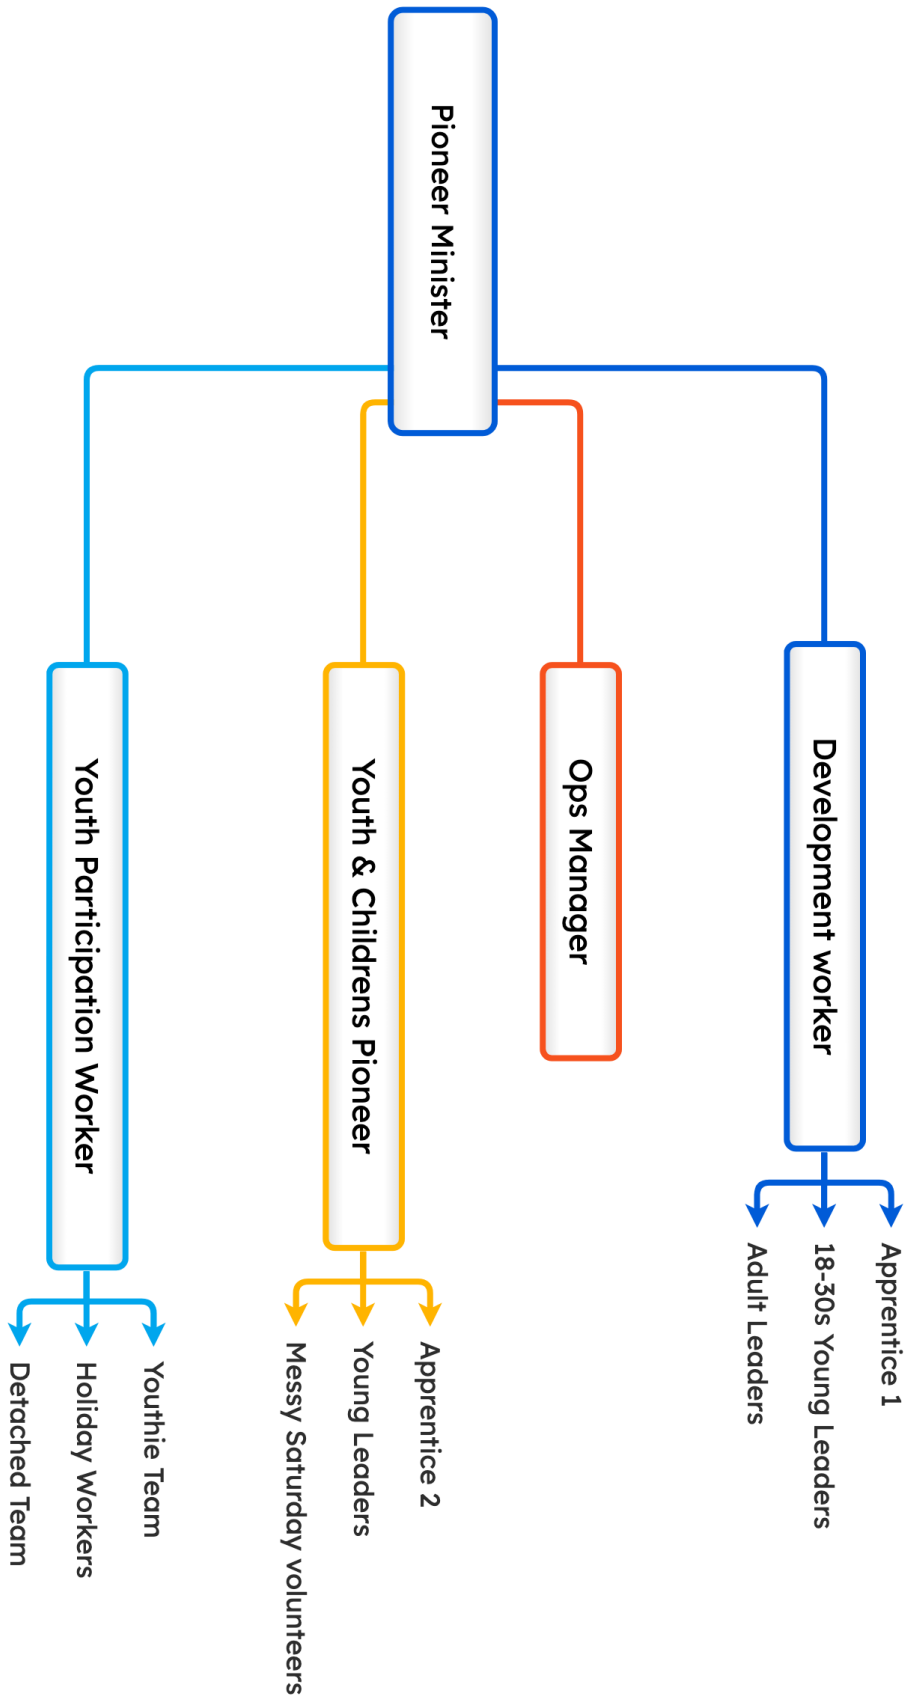 Pioneer Minister
Development worker
Apprentice 1
18-30s Young Leaders
Adult Leaders
Ops Manager
Youth & Childrens Pioneer
Apprentice 2
Young Leaders
Messy Saturday volunteers
Youth Participation Worker
Youthie Team
Holiday Workers
Detached Team